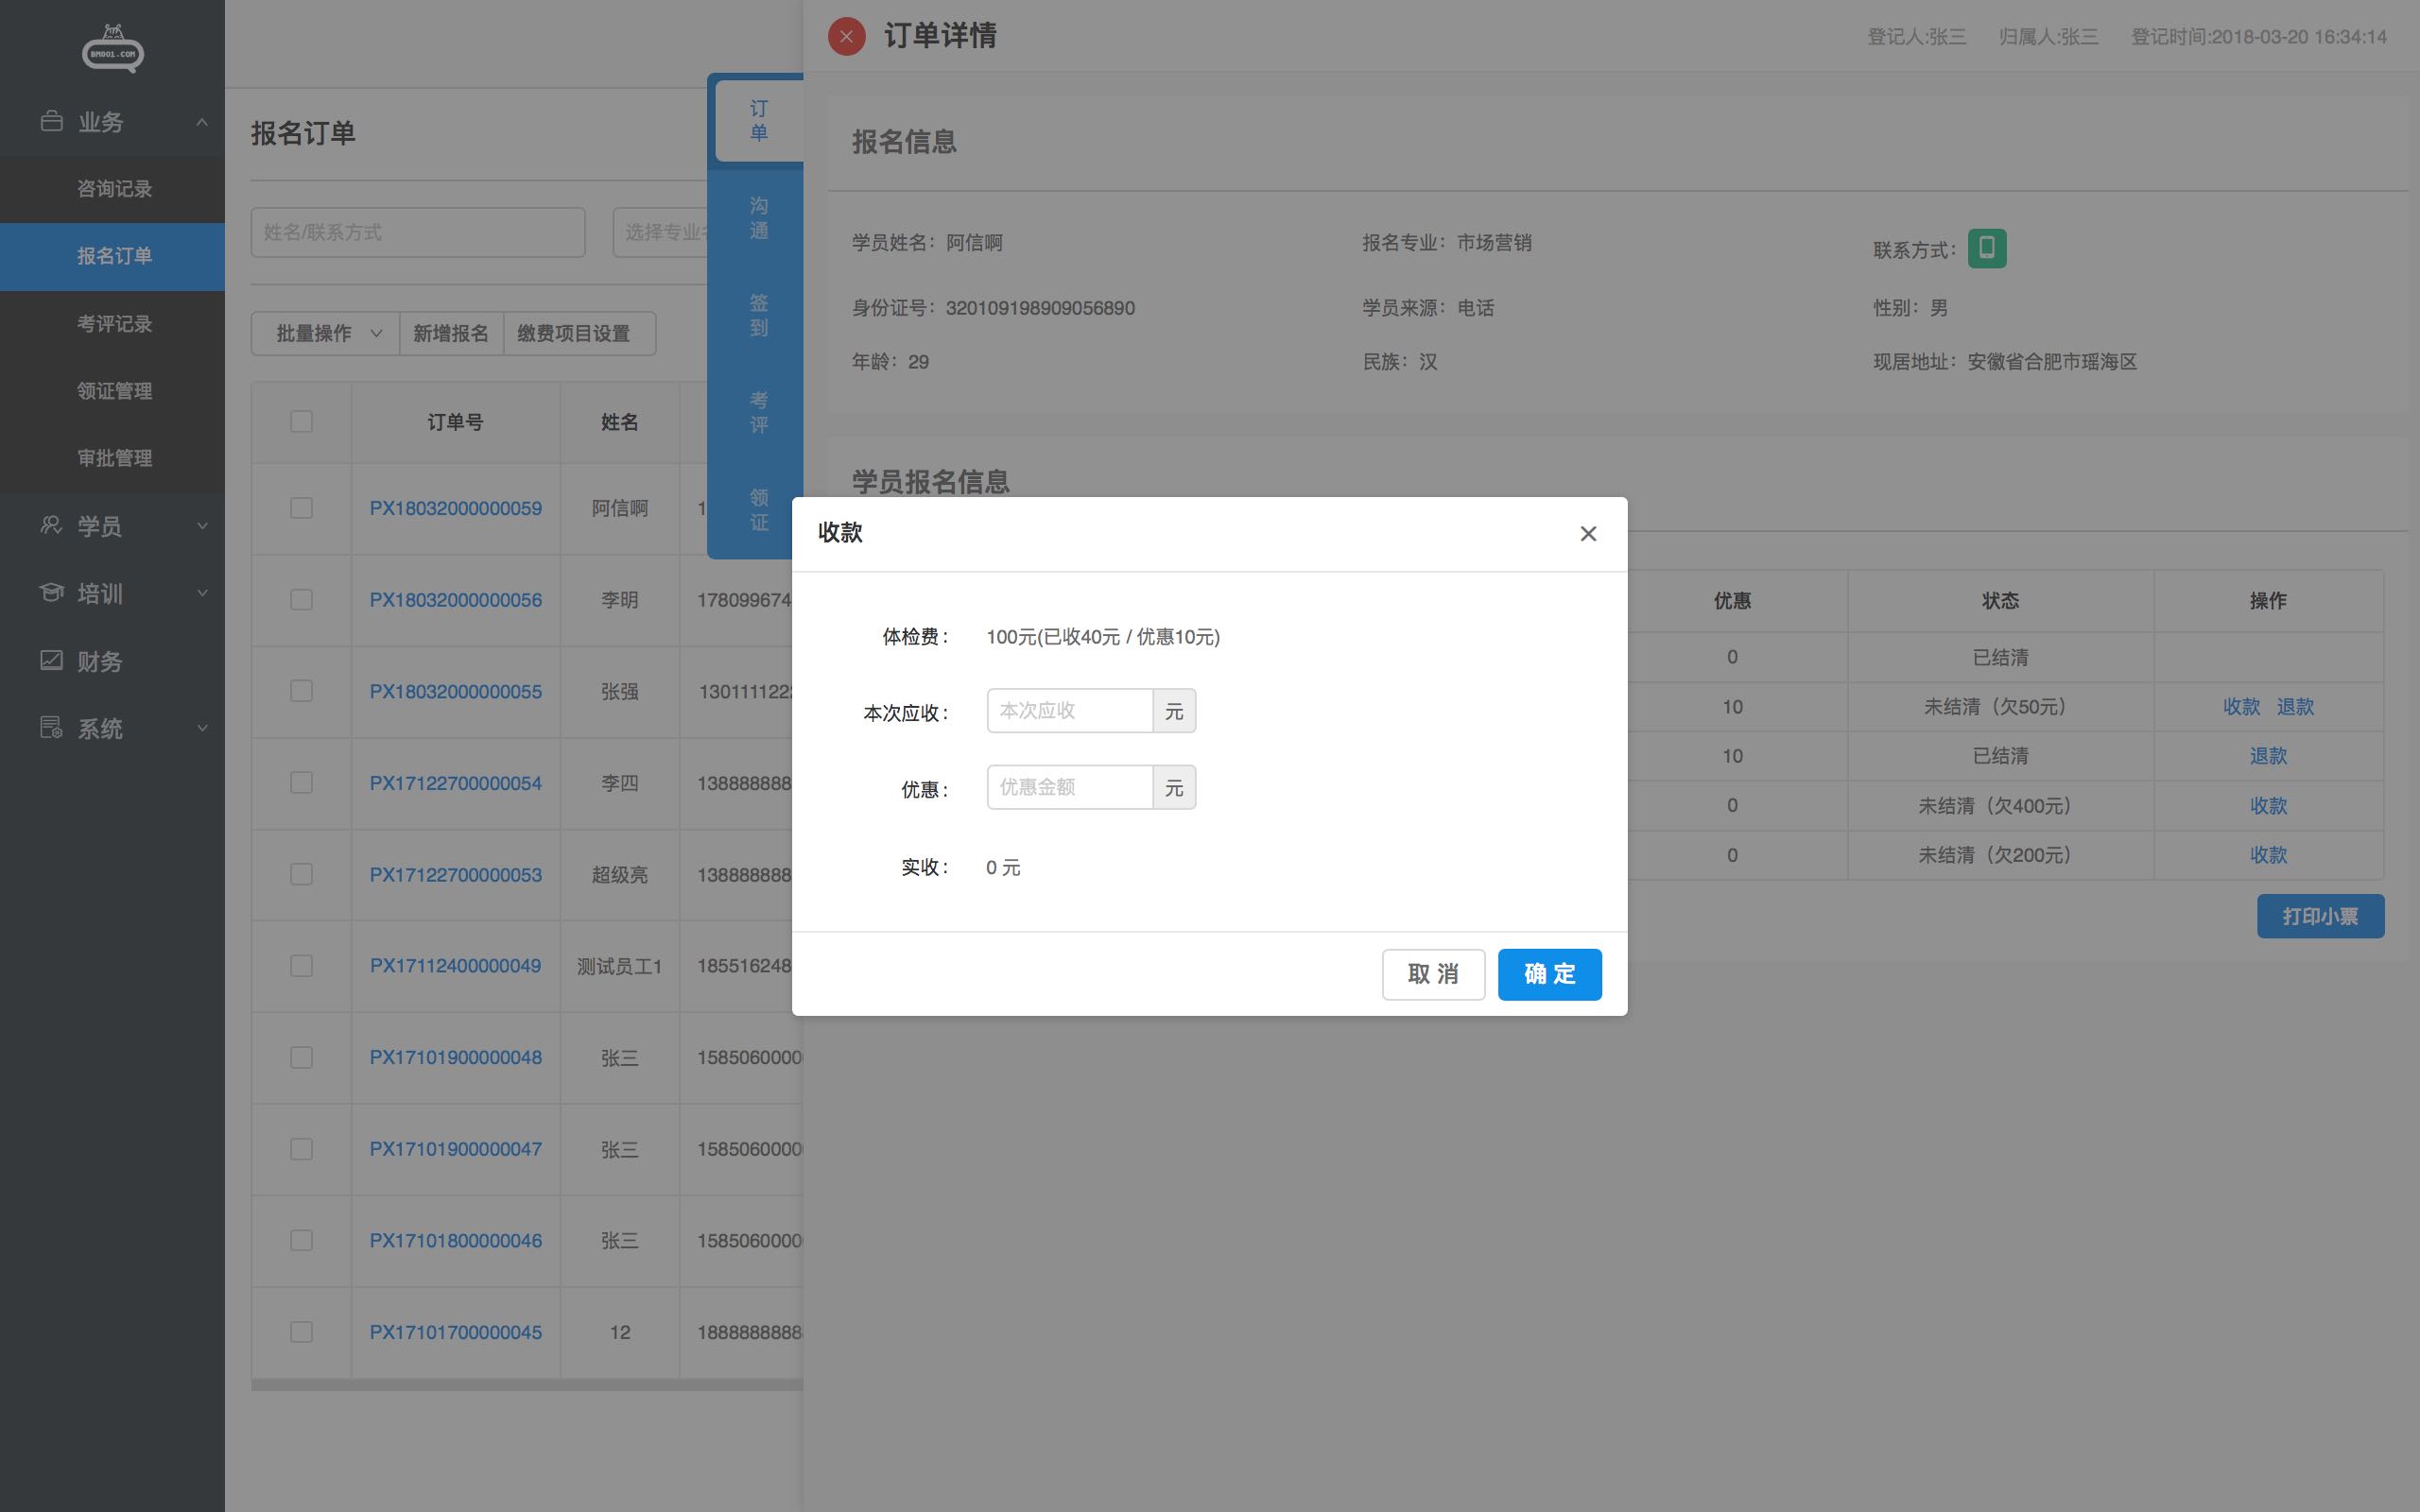 BM001.COM
业务
咨询记录
报名订单
考评记录
领证管理
审批管理
学员
培训
财务
系统
报名订单
姓名/联系方式
选择专业
批量操作 新增报名 缴费项目设置
订单号 姓名
PX18032000000059 阿信啊 1
PX18032000000056 李明 178099674
PX18032000000055 张强 130111122
PX17122700000054 李四 138888888
PX17122700000053 超级亮 138888888
PX17112400000049 测试员工1 185516248
PX17101900000048 张三 1585060000
PX17101900000047 张三 1585060000
PX17101800000046 张三 1585060000
PX17101700000045 12 1888888888
订单
沟通
签到
考评
领证
订单详情
登记人:张三 归属人:张三 登记时间:2018-03-20 16:34:14
报名信息
学员姓名：阿信啊 报名专业：市场营销 联系方式：
身份证号：320109198909056890 学员来源：电话 性别：男
年龄：29 民族：汉 现居地址：安徽省合肥市瑶海区
学员报名信息
优惠 状态 操作
0 已结清
10 未结清（欠50元） 收款 退款
10 已结清 退款
0 未结清（欠400元） 收款
0 未结清（欠200元） 收款
打印小票
收款
体检费： 100元(已收40元 / 优惠10元)
本次应收： 本次应收 元
优惠： 优惠金额 元
实收： 0 元
取 消 确 定